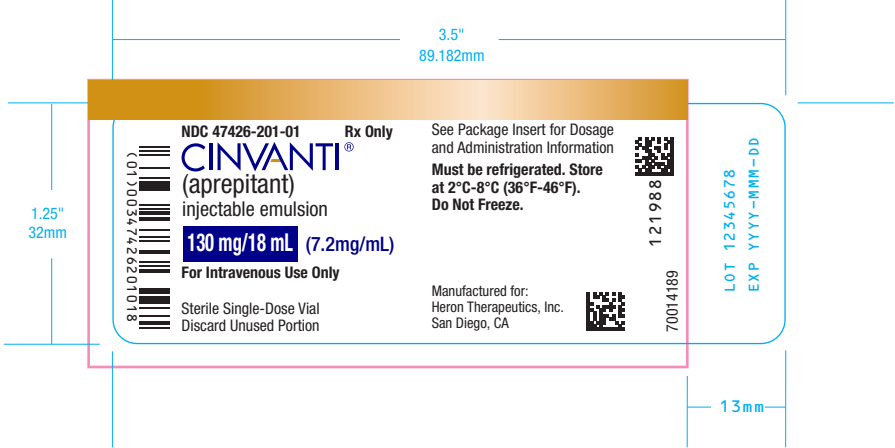 3.5"
89.182mm
1.25"
32mm
(01)00347426201018
NDC 47426-201-01 Rx Only
CINVANTI®
(aprepitant)
injectable emulsion
130 mg/18 mL (7.2mg/mL)
For Intravenous Use Only
Sterile Single-Dose Vial
Discard Unused Portion
See Package Insert for Dosage
and Administration Information
Must be refrigerated. Store
at 2°C-8°C (36°F-46°F).
Do Not Freeze.
Manufactured for:
Heron Therapeutics, Inc.
San Diego, CA
121988
70014189
LOT 12345678
EXP YYYY-MMM-DD
13mm